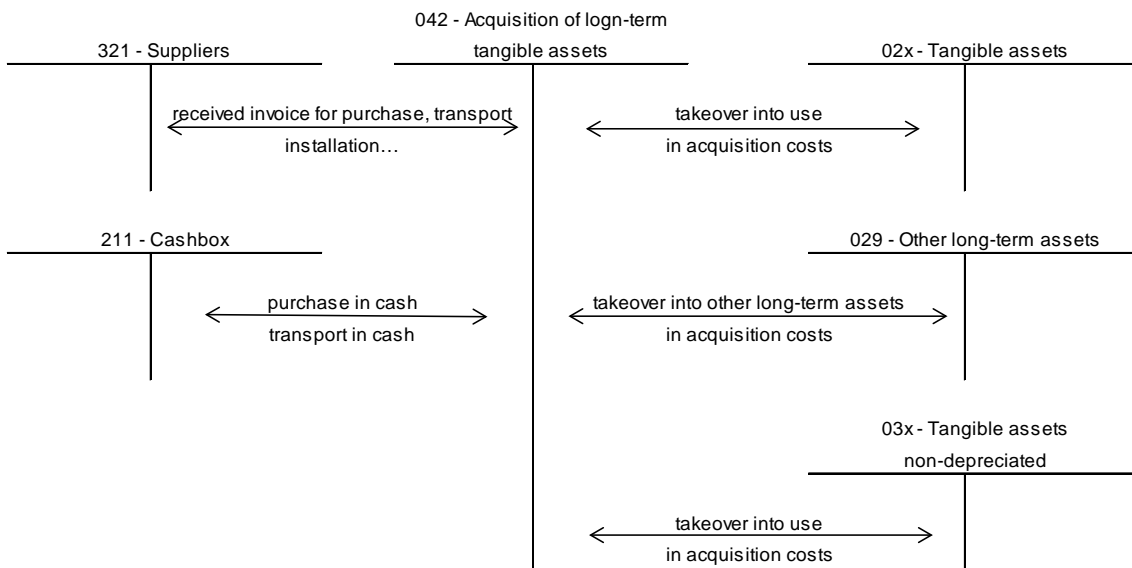 042 - Acquisition of logn-term
tangible assets
321 - Suppliers
02x - Tangible assets
received invoice for purchase, transport
installation…
takeover into use
in acquisition costs
211 - Cashbox
029 - Other long-term assets
purchase in cash
transport in cash
takeover into other long-term assets
in acquisition costs
03x - Tangible assets
non-depreciated
takeover into use
in acquisition costs